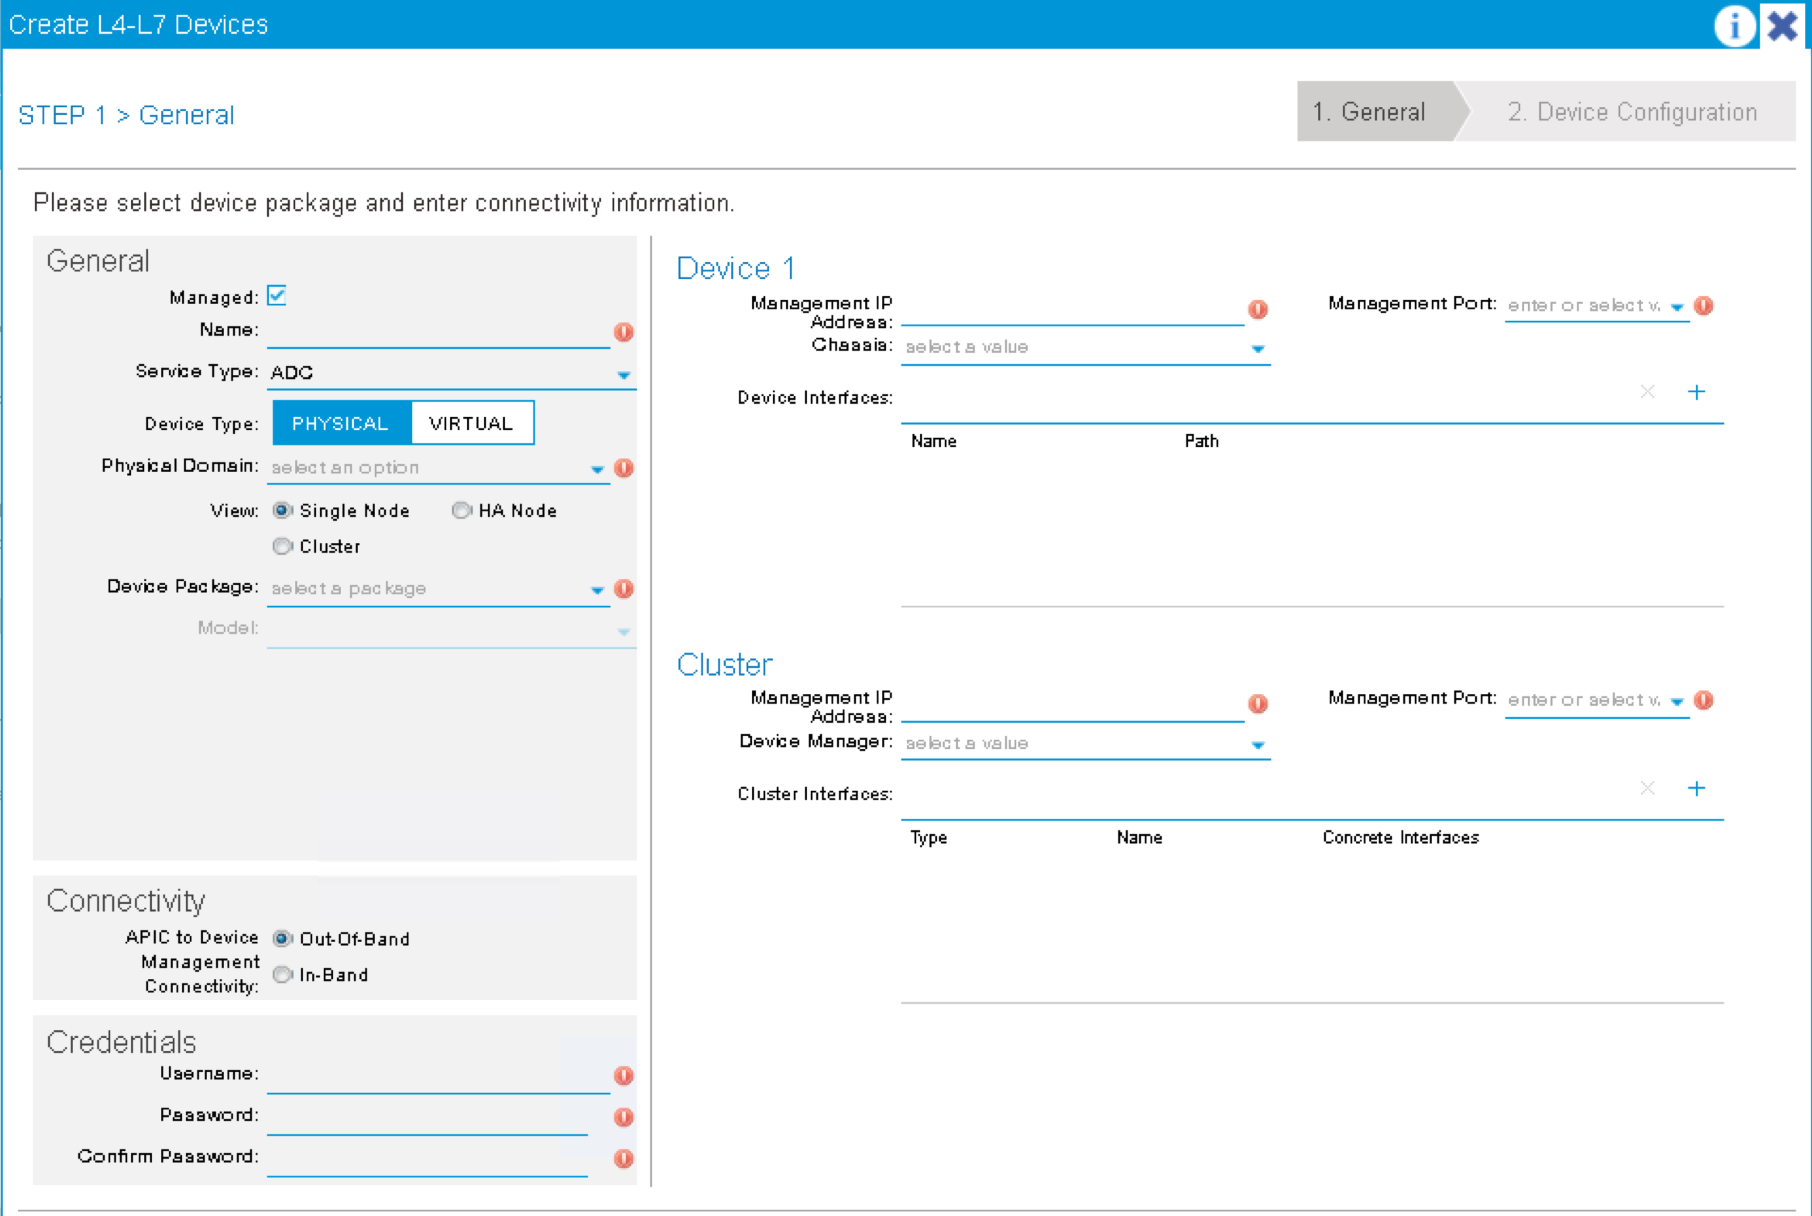 Create L4-L7 Devices
STEP 1 > General
1. General
2. Device Configuration
Please select device package and enter connectivity information.
General
Managed:
Name:
Service Type: ADC
Device Type: PHYSICAL VIRTUAL
Physical Domain: select an option
View: Single Node HA Node
Cluster
Device Package: select a package
Model:
Connectivity
APIC to Device
Management
Connectivity:
Out-Of-Band
In-Band
Credentials
Username:
Password:
Confirm Password:
Device 1
Management IP
Address:
Management Port: enter or select v
Chassis: select a value
Device Interfaces:
Name Path
Cluster
Management IP
Address:
Management Port: enter or select v
Device Manager: select a value
Cluster Interfaces:
Type Name Concrete Interfaces